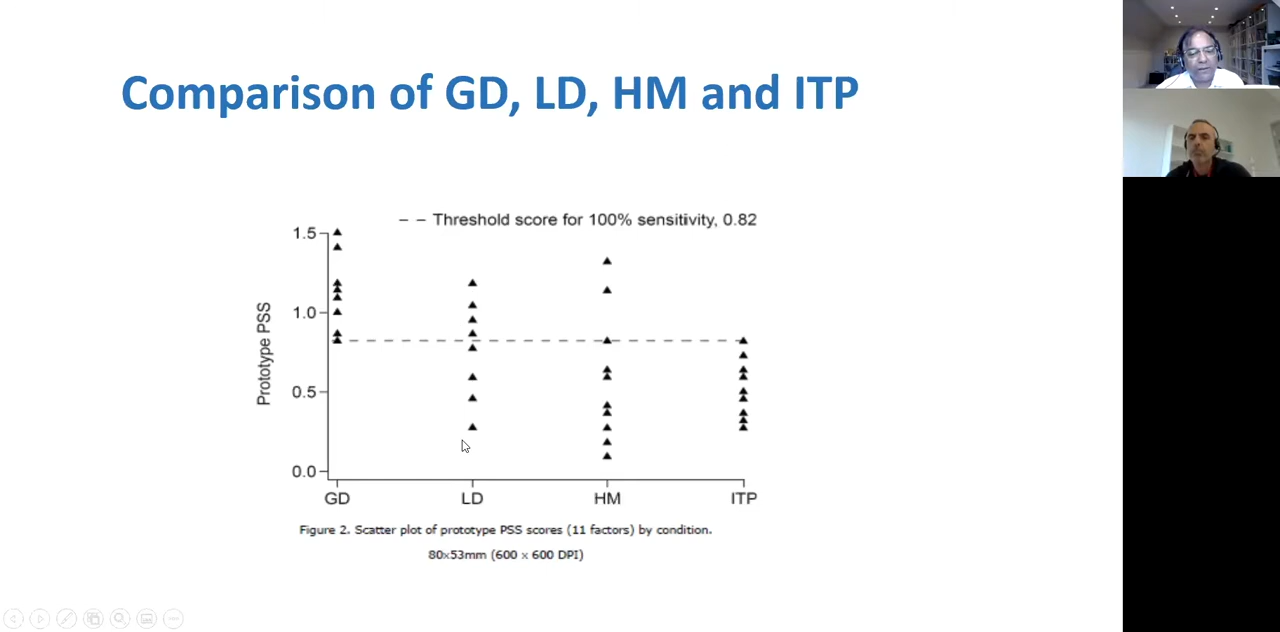 Comparison of GD, LD, HM and ITP
– – Threshold score for 100% sensitivity, 0.82
Prototype PSS
1.5
1.0
0.5
0.0
GD LD HM ITP
Figure 2. Scatter plot of prototype PSS scores (11 factors) by condition.
80x53mm (600 x 600 DPI)